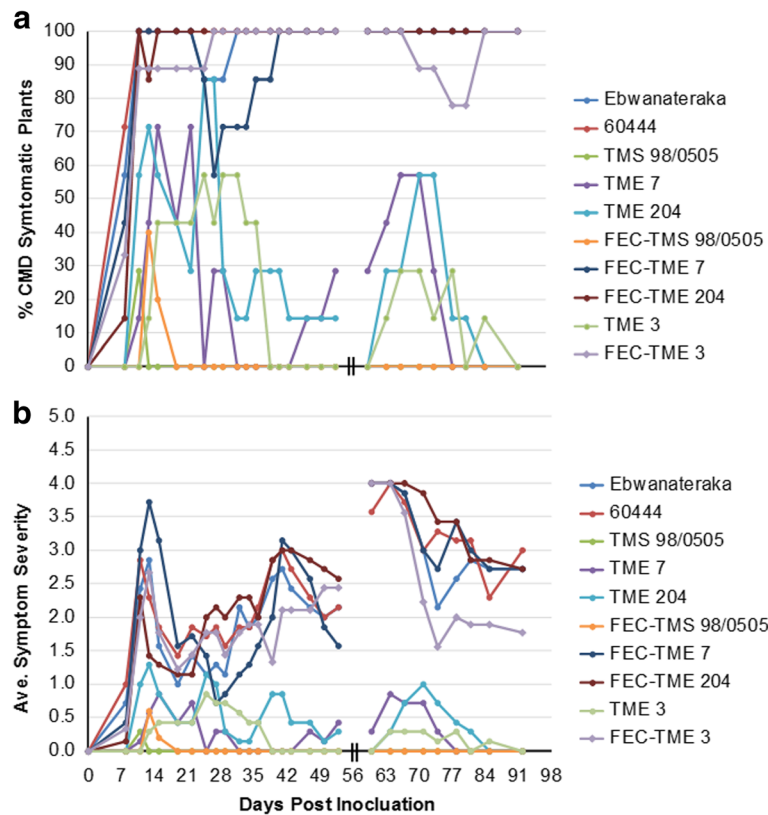 a
100
90
80
70
60
50
40
30
20
10
0
% CMD Symtomatic Plants
Ebwanateraka
60444
TMS 98/0505
TME 7
TME 204
FEC-TMS 98/0505
FEC-TME 7
FEC-TME 204
TME 3
FEC-TME 3
b
5.0
4.5
4.0
3.5
3.0
2.5
2.0
1.5
1.0
0.5
0.0
Ave. Symptom Severity
Ebwanateraka
60444
TMS 98/0505
TME 7
TME 204
FEC-TMS 98/0505
FEC-TME 7
FEC-TME 204
TME 3
FEC-TME 3
0 7 14 21 28 35 42 49 56 63 70 77 84 91 98
Days Post Inocluation